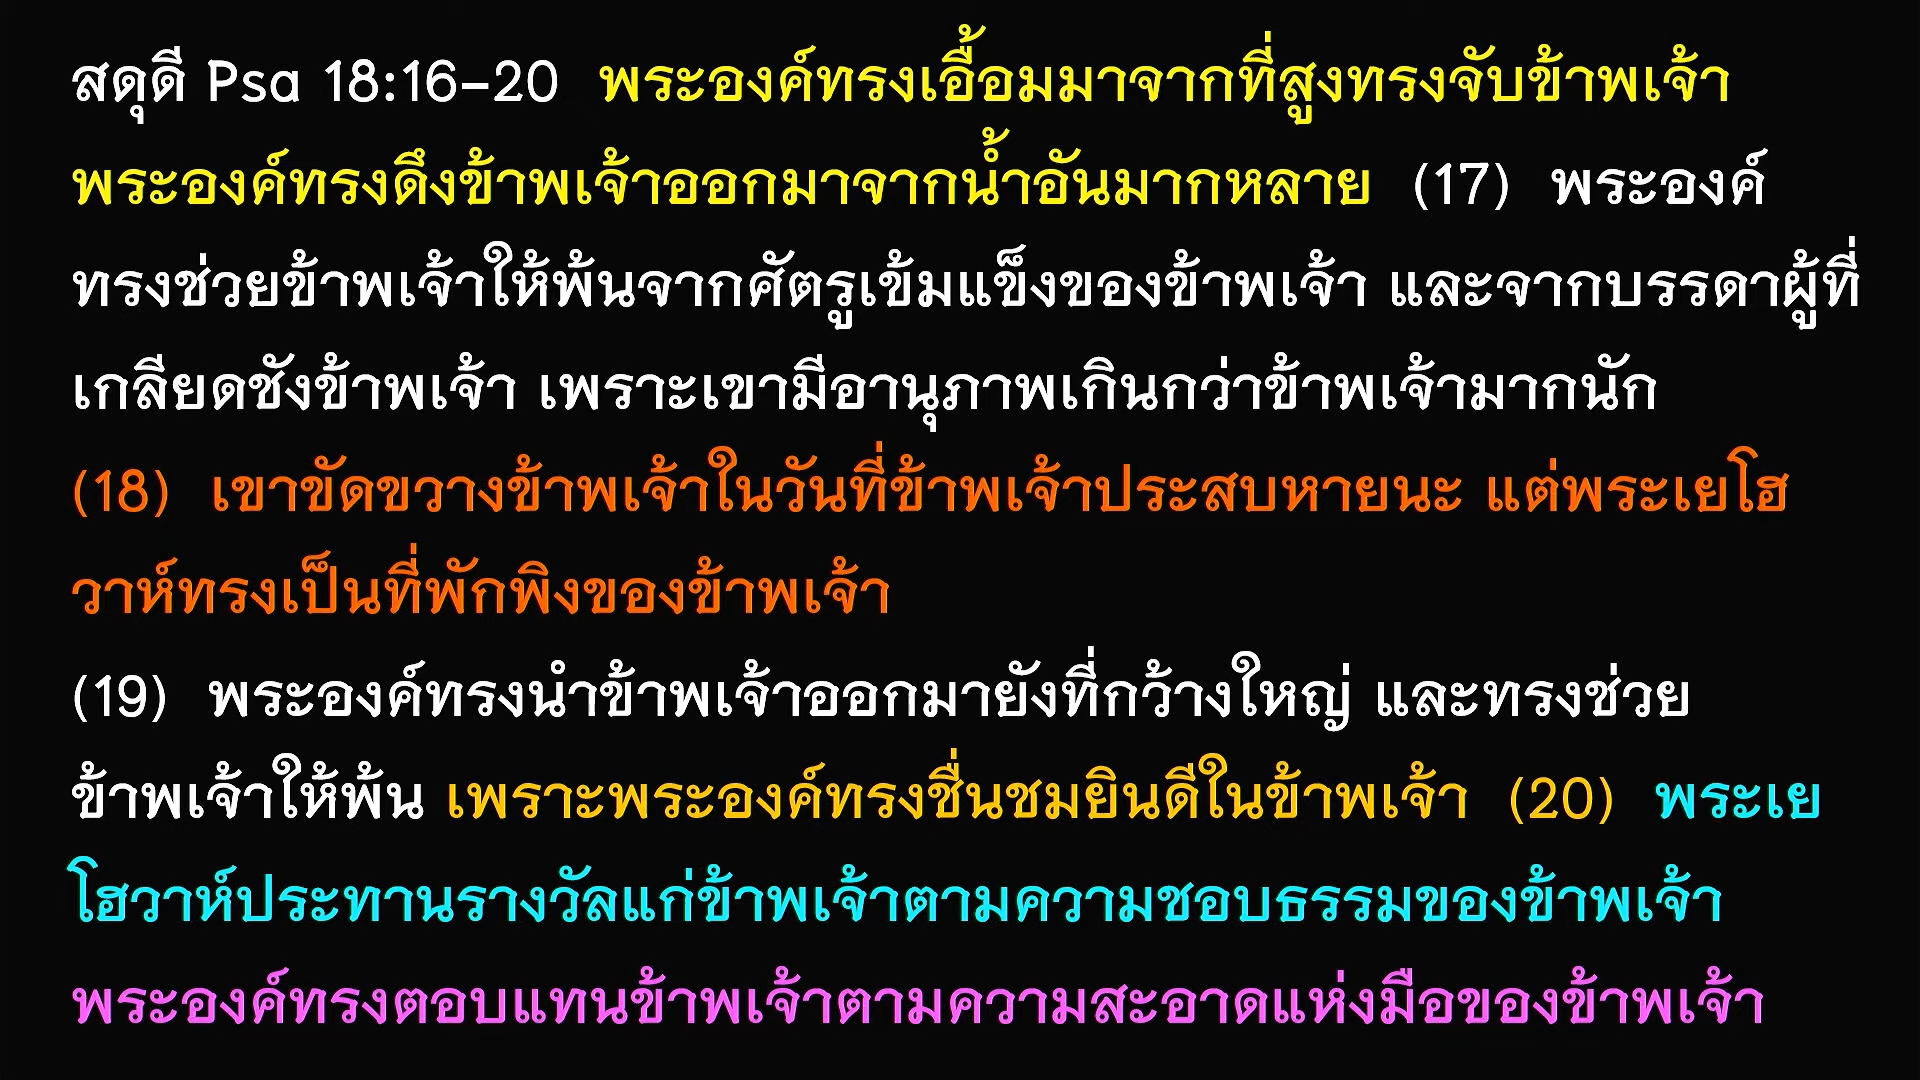 สดุดี Psa 18:16-20 พระองค์ทรงเอื้อมมาจากที่สูงทรงจับข้าพเจ้า
พระองค์ทรงดึงข้าพเจ้าออกมาจากน้ำอันมากหลาย (17) พระองค์
ทรงช่วยข้าพเจ้าให้พ้นจากศัตรูเข้มแข็งของข้าพเจ้า และจากบรรดาผู้ที่
เกลียดชังข้าพเจ้า เพราะเขามีอานุภาพเกินกว่าข้าพเจ้ามากนัก
(18) เขาขัดขวางข้าพเจ้าในวันที่ข้าพเจ้าประสบหายนะ แต่พระเยโฮ
วาห์ทรงเป็นที่พักพิงของข้าพเจ้า
(19) พระองค์ทรงนำข้าพเจ้าออกมายังที่กว้างใหญ่ และทรงช่วย
ข้าพเจ้าให้พ้น เพราะพระองค์ทรงชื่นชมยินดีในข้าพเจ้า (20) พระเย
โฮวาห์ประทานรางวัลแก่ข้าพเจ้าตามความชอบธรรมของข้าพเจ้า
พระองค์ทรงตอบแทนข้าพเจ้าตามความสะอาดแห่งมือของข้าพเจ้า